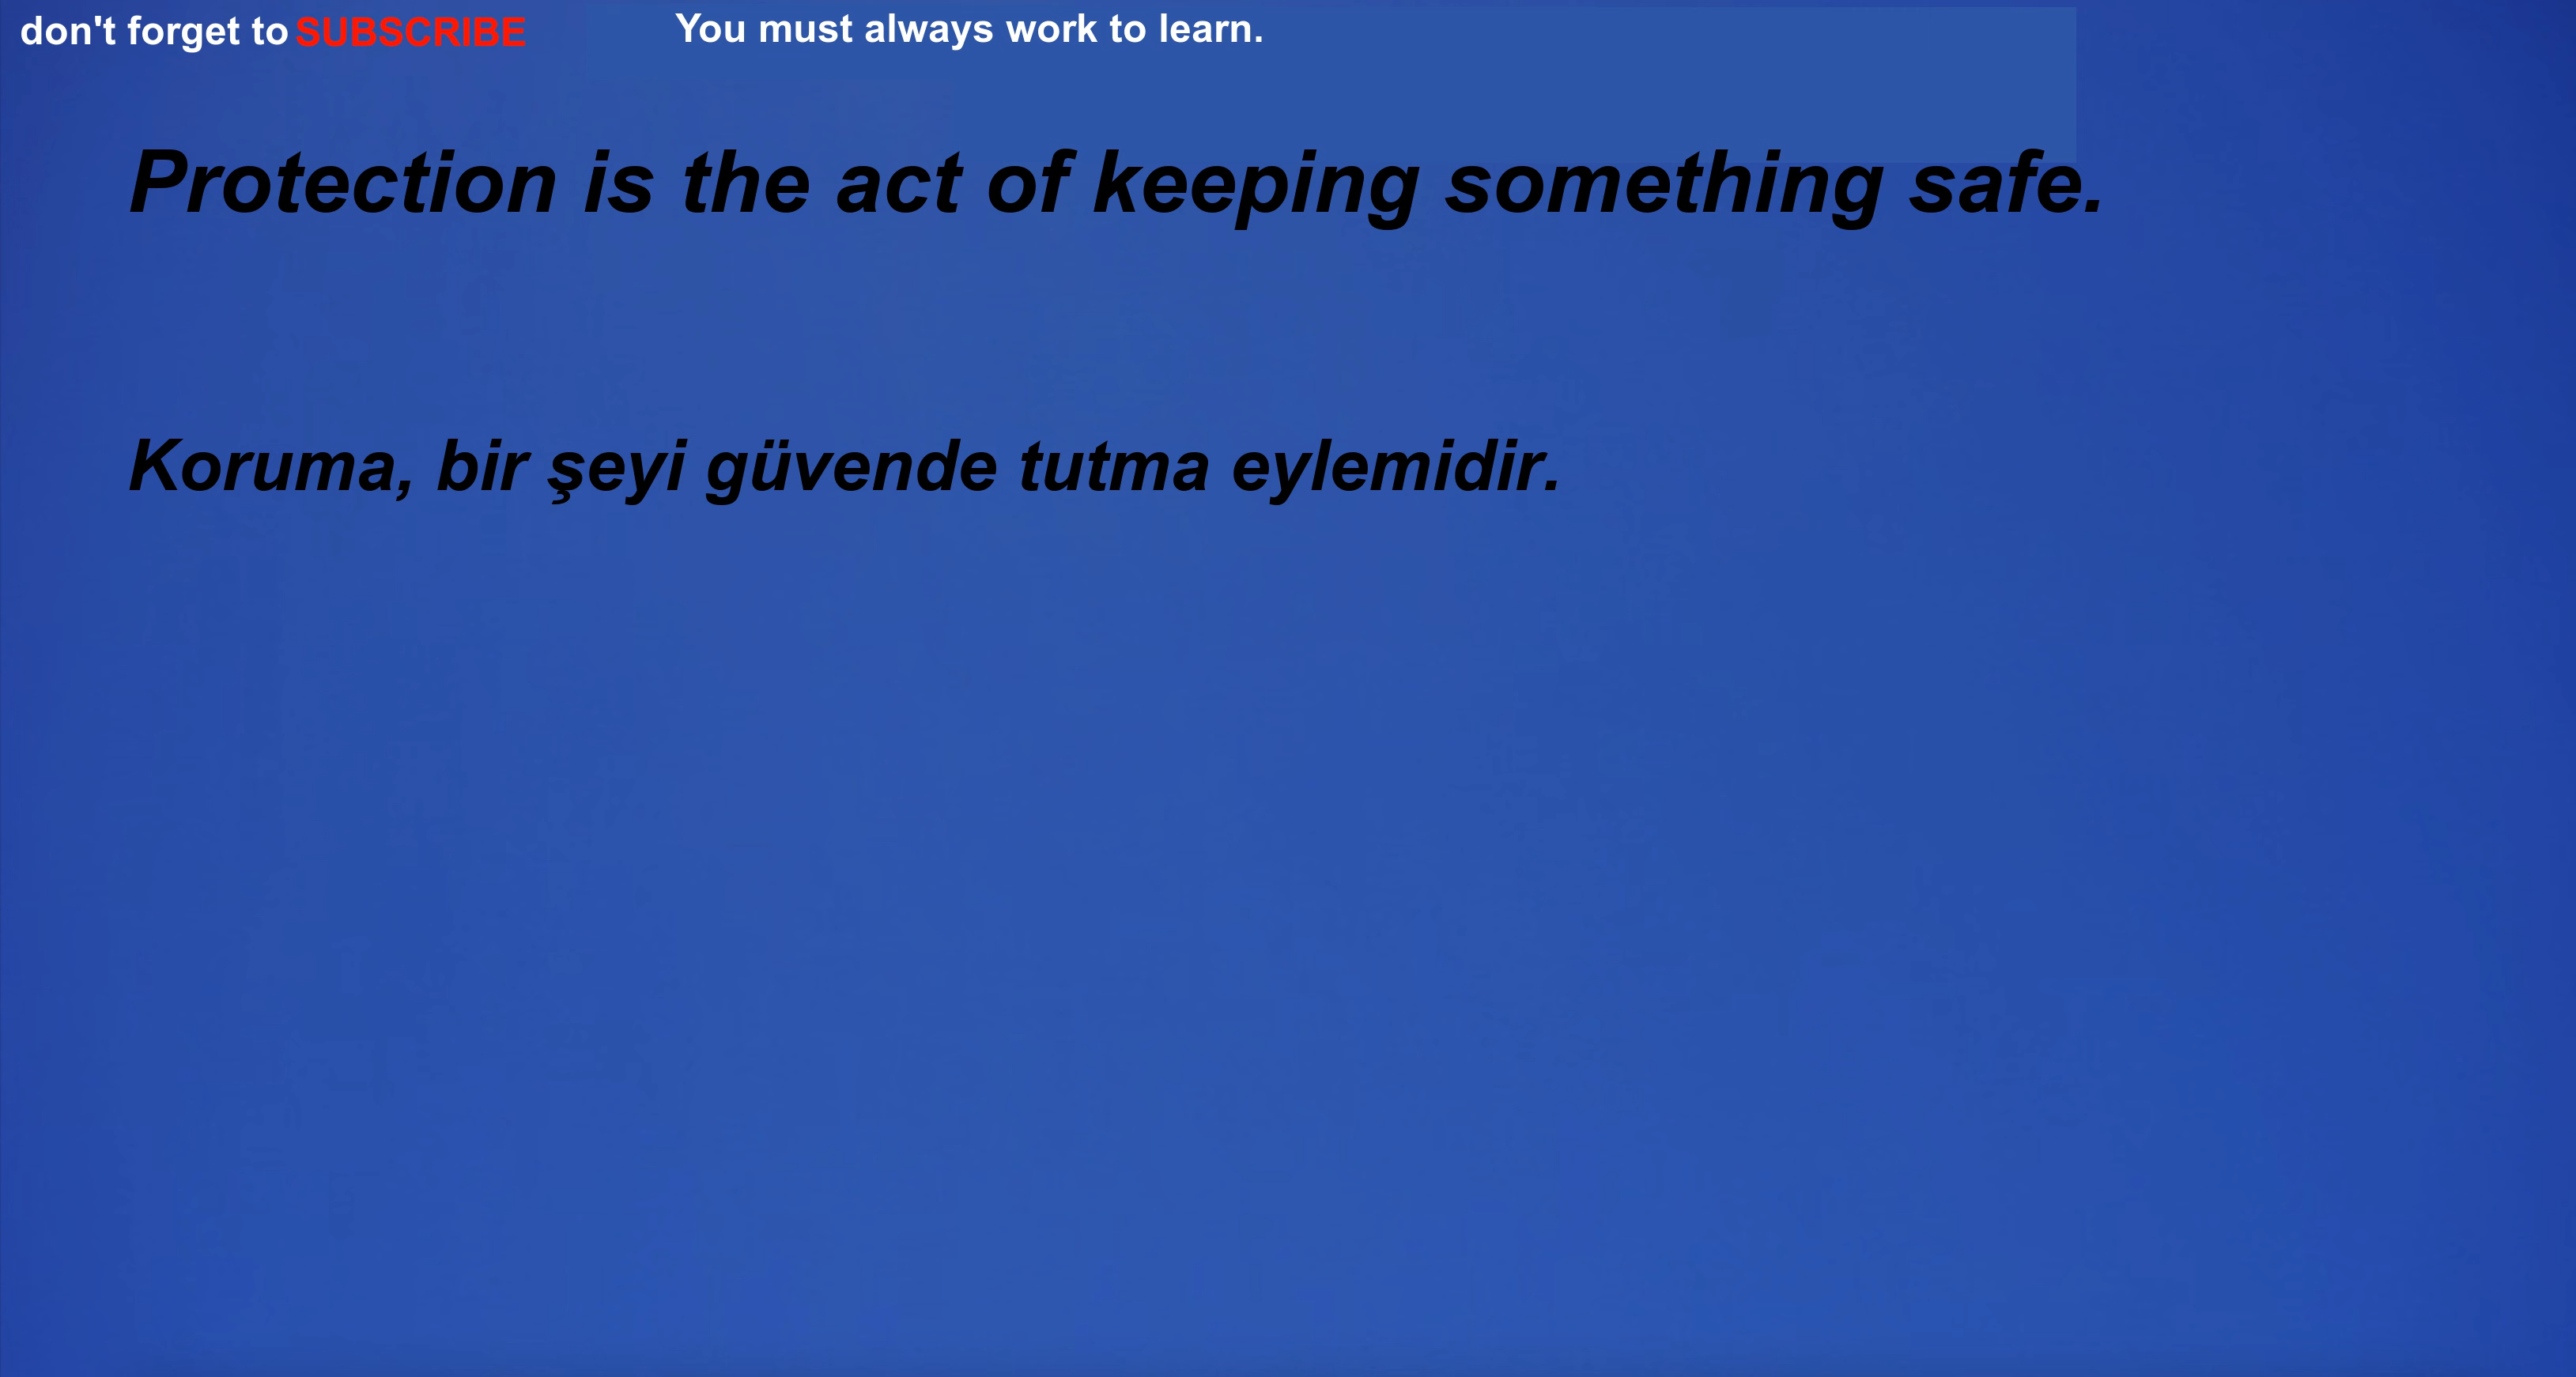 don't forget to SUBSCRIBE You must always work to learn.
Protection is the act of keeping something safe.
Koruma, bir şeyi güvende tutma eylemidir.